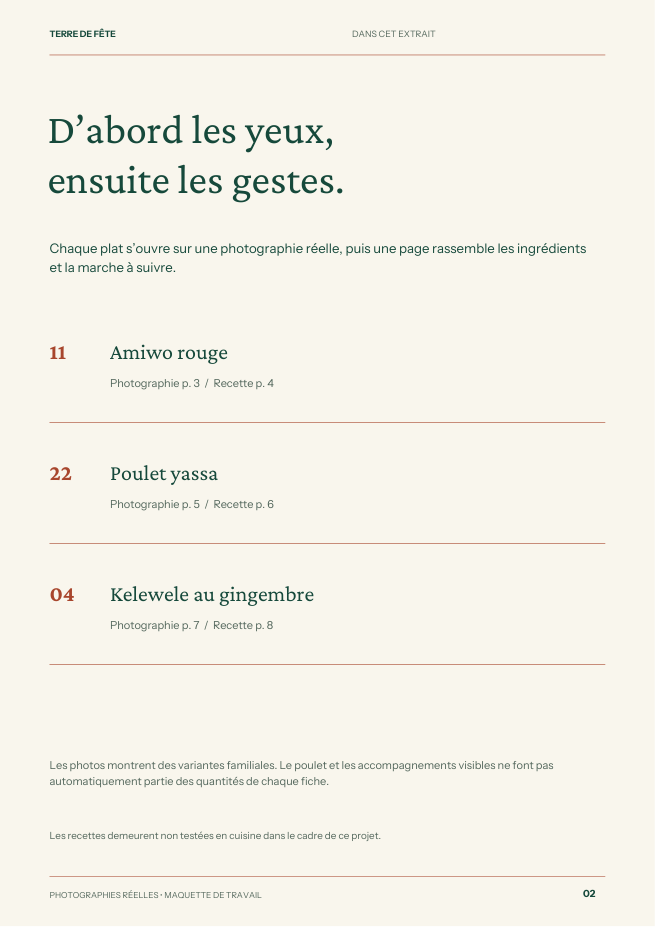 TERRE DE FÊTE
DANS CET EXTRAIT
D’abord les yeux,
ensuite les gestes.
Chaque plat s’ouvre sur une photographie réelle, puis une page rassemble les ingrédients
et la marche à suivre.
11
Amiwo rouge
Photographie p. 3 / Recette p. 4
22
Poulet yassa
Photographie p. 5 / Recette p. 6
04
Kelewele au gingembre
Photographie p. 7 / Recette p. 8
Les photos montrent des variantes familiales. Le poulet et les accompagnements visibles ne font pas
automatiquement partie des quantités de chaque fiche.
Les recettes demeurent non testées en cuisine dans le cadre de ce projet.
PHOTOGRAPHIES RÉELLES • MAQUETTE DE TRAVAIL
02